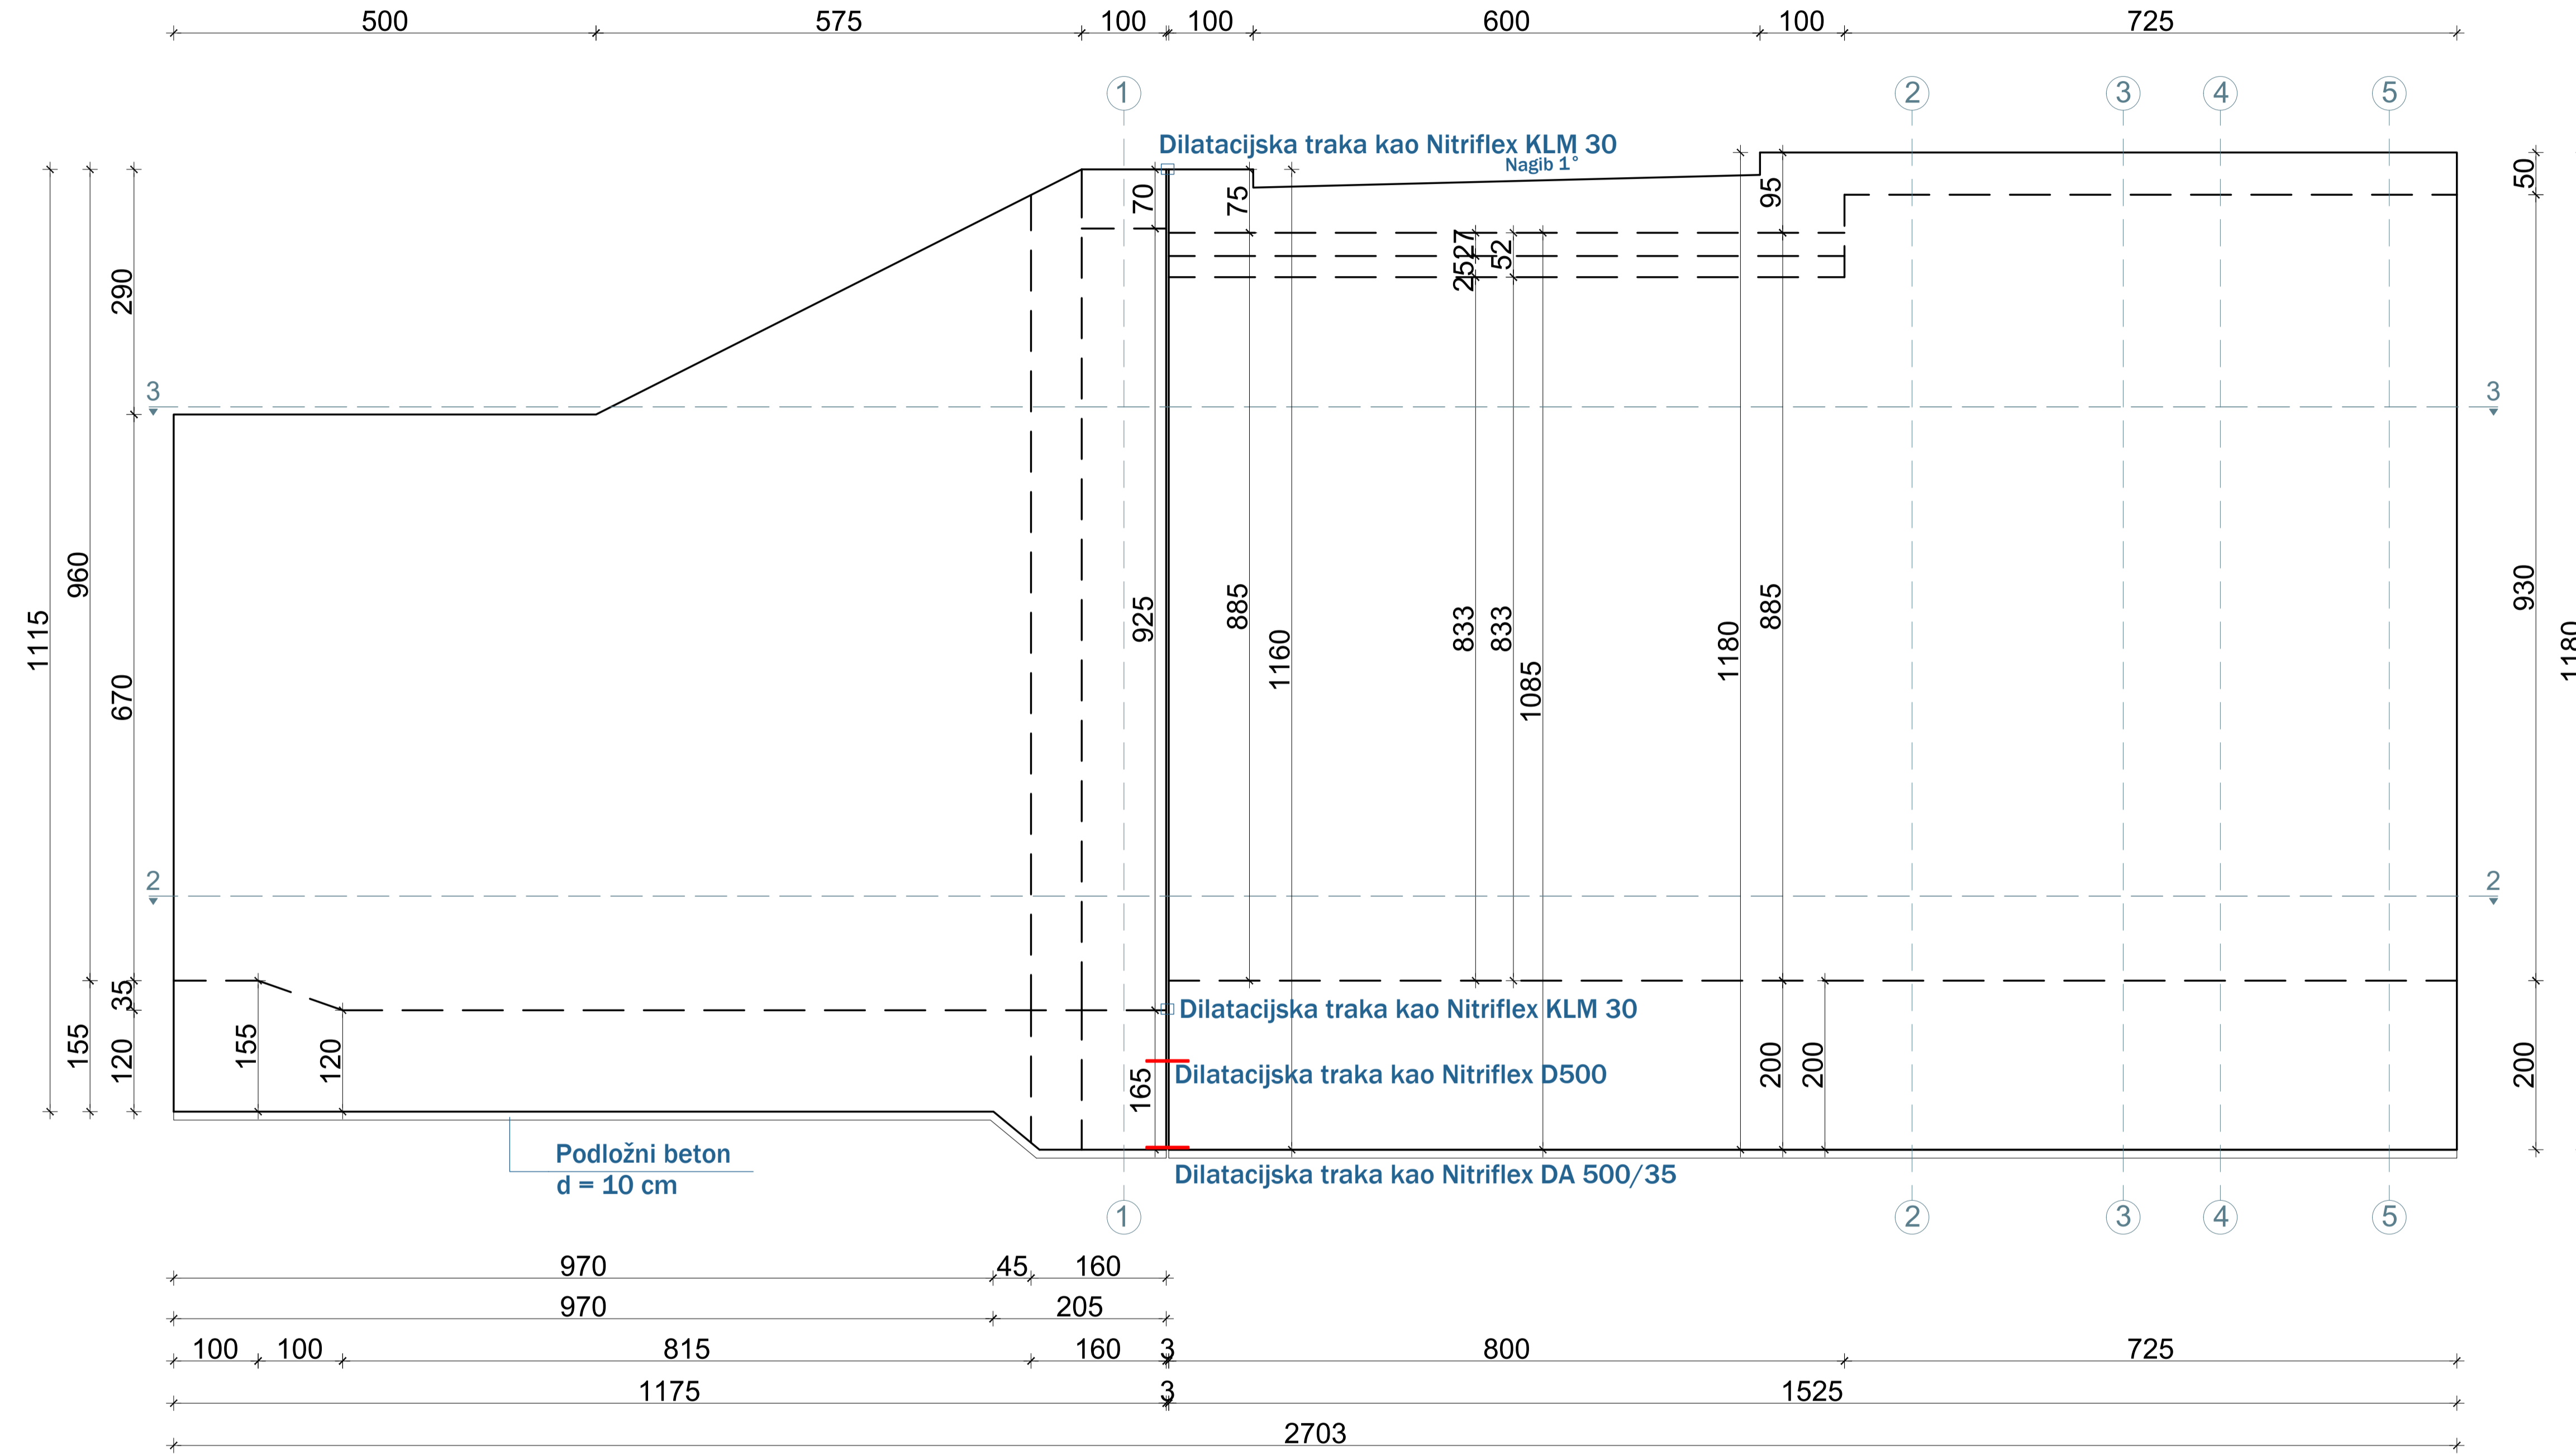 500 575 100 100 600 100 725
1 2 3 4 5
Dilatacijska traka kao Nitriflex KLM 30
Nagib 1°
70 75 95 50
2527 52
290
3 3
960 1115 670
925 885 1160 833 833 1085 1180 885 930 1180
2 2
35
155 120 155 120
Dilatacijska traka kao Nitriflex KLM 30
165
Dilatacijska traka kao Nitriflex D500
200 200 200
Podložni beton
d = 10 cm
Dilatacijska traka kao Nitriflex DA 500/35
1 2 3 4 5
970 45 160
970 205
100 100 815 160 3 800 725
1175 3 1525
2703